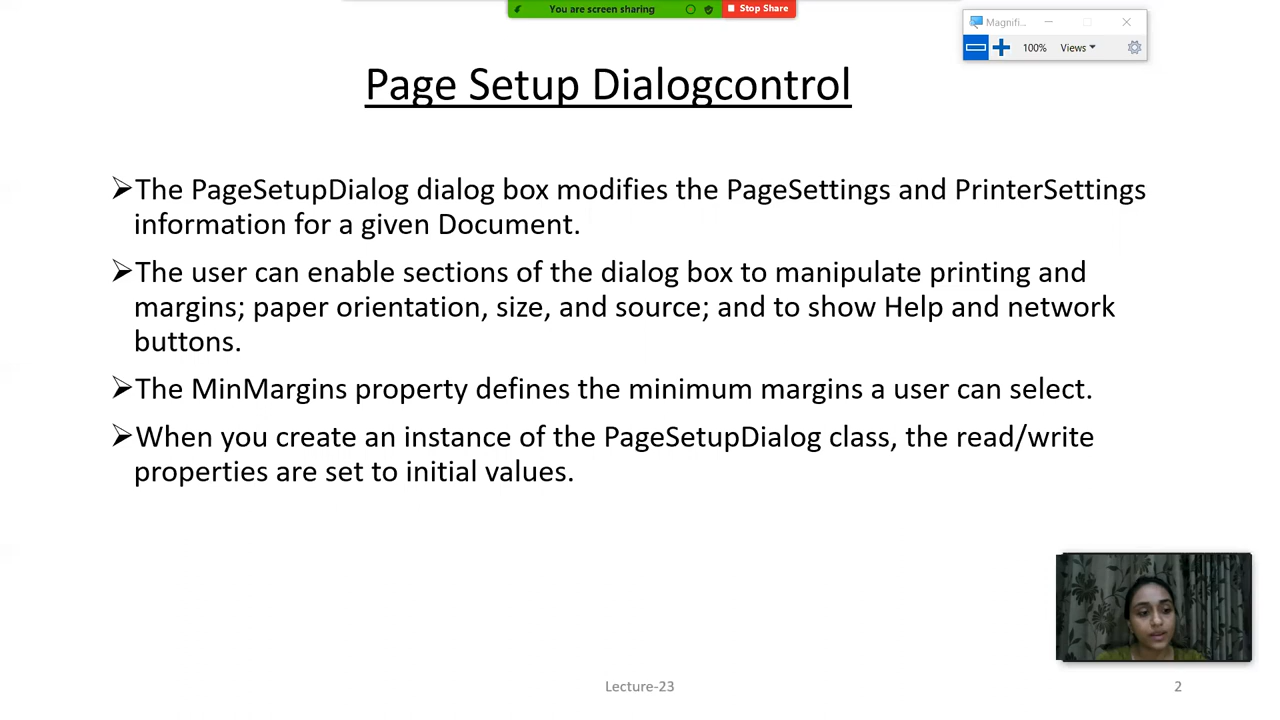 You are screen sharing
Stop Share
Magnifi...
100%
Views
Page Setup Dialogcontrol
➢The PageSetupDialog dialog box modifies the PageSettings and PrinterSettings
information for a given Document.
➢The user can enable sections of the dialog box to manipulate printing and
margins; paper orientation, size, and source; and to show Help and network
buttons.
➢The MinMargins property defines the minimum margins a user can select.
➢When you create an instance of the PageSetupDialog class, the read/write
properties are set to initial values.
Lecture-23
2